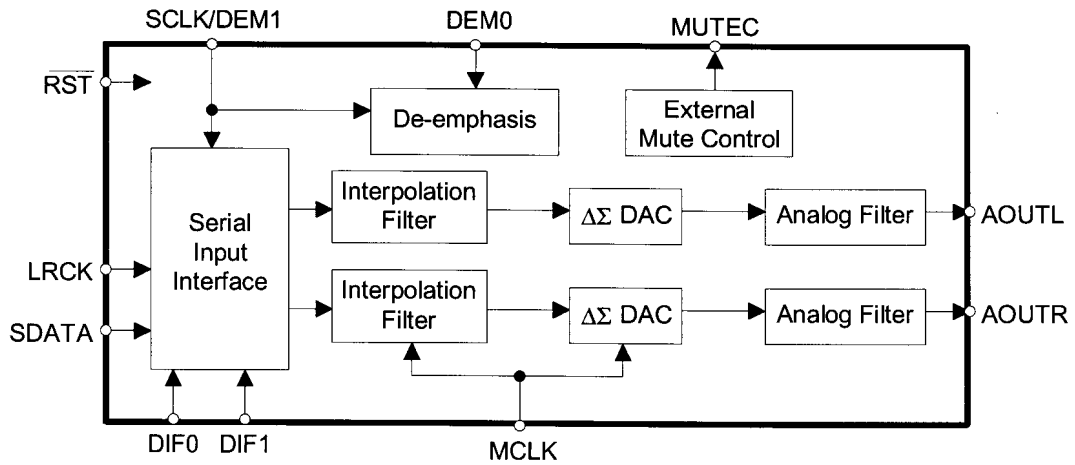 SCLK/DEM1
DEM0
MUTEC
RST
De-emphasis
External
Mute Control
Serial
Input
Interface
Interpolation
Filter
ΔΣ DAC
Analog Filter
AOUTL
LRCK
Interpolation
Filter
ΔΣ DAC
Analog Filter
AOUTR
SDATA
DIF0
DIF1
MCLK